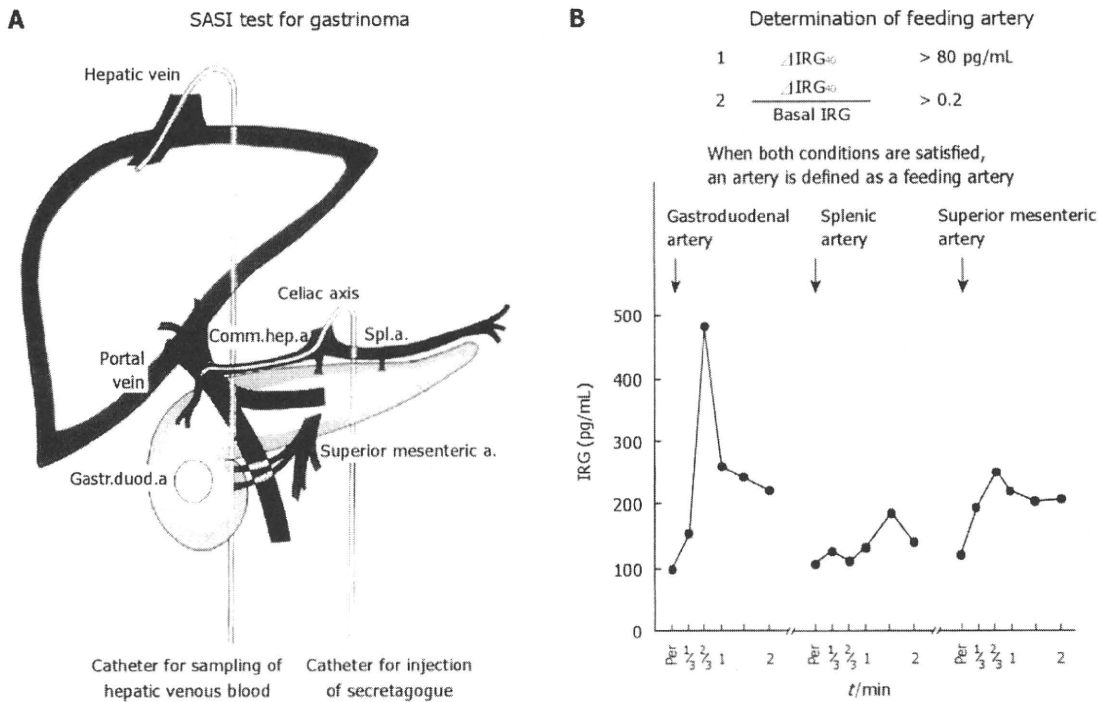 A
SASI test for gastrinoma
Hepatic vein
Celiac axis
Comm.hep.a.
Spl.a.
Portal
vein
Superior mesenteric a.
Gastr.duod.a
Catheter for sampling of
hepatic venous blood
Catheter for injection
of secretagogue
B
Determination of feeding artery
1 ⊿IRG40 > 80 pg/mL
2 ⊿IRG40 > 0.2
Basal IRG
When both conditions are satisfied,
an artery is defined as a feeding artery
Gastroduodenal
artery
Splenic
artery
Superior mesenteric
artery
IRG (pg/mL)
500
400
300
200
100
0
Per 1/3 2/3 1 2
Per 1/3 2/3 1 2
Per 1/3 2/3 1 2
t/min